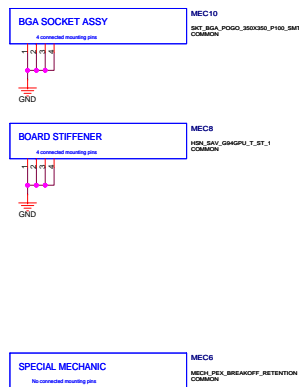 BGA SOCKET ASSY
4 connected mounting pins
MEC10
SKT_BGA_POGO_350X350_P100_SMT
COMMON
1 2 3 4
GND
BOARD STIFFENER
4 connected mounting pins
MEC8
HSN_SAV_G94GPU_T_ST_1
COMMON
1 2 3 4
GND
SPECIAL MECHANIC
No connected mounting pins
MEC6
MECH_PEX_BREAKOFF_RETENTION
COMMON